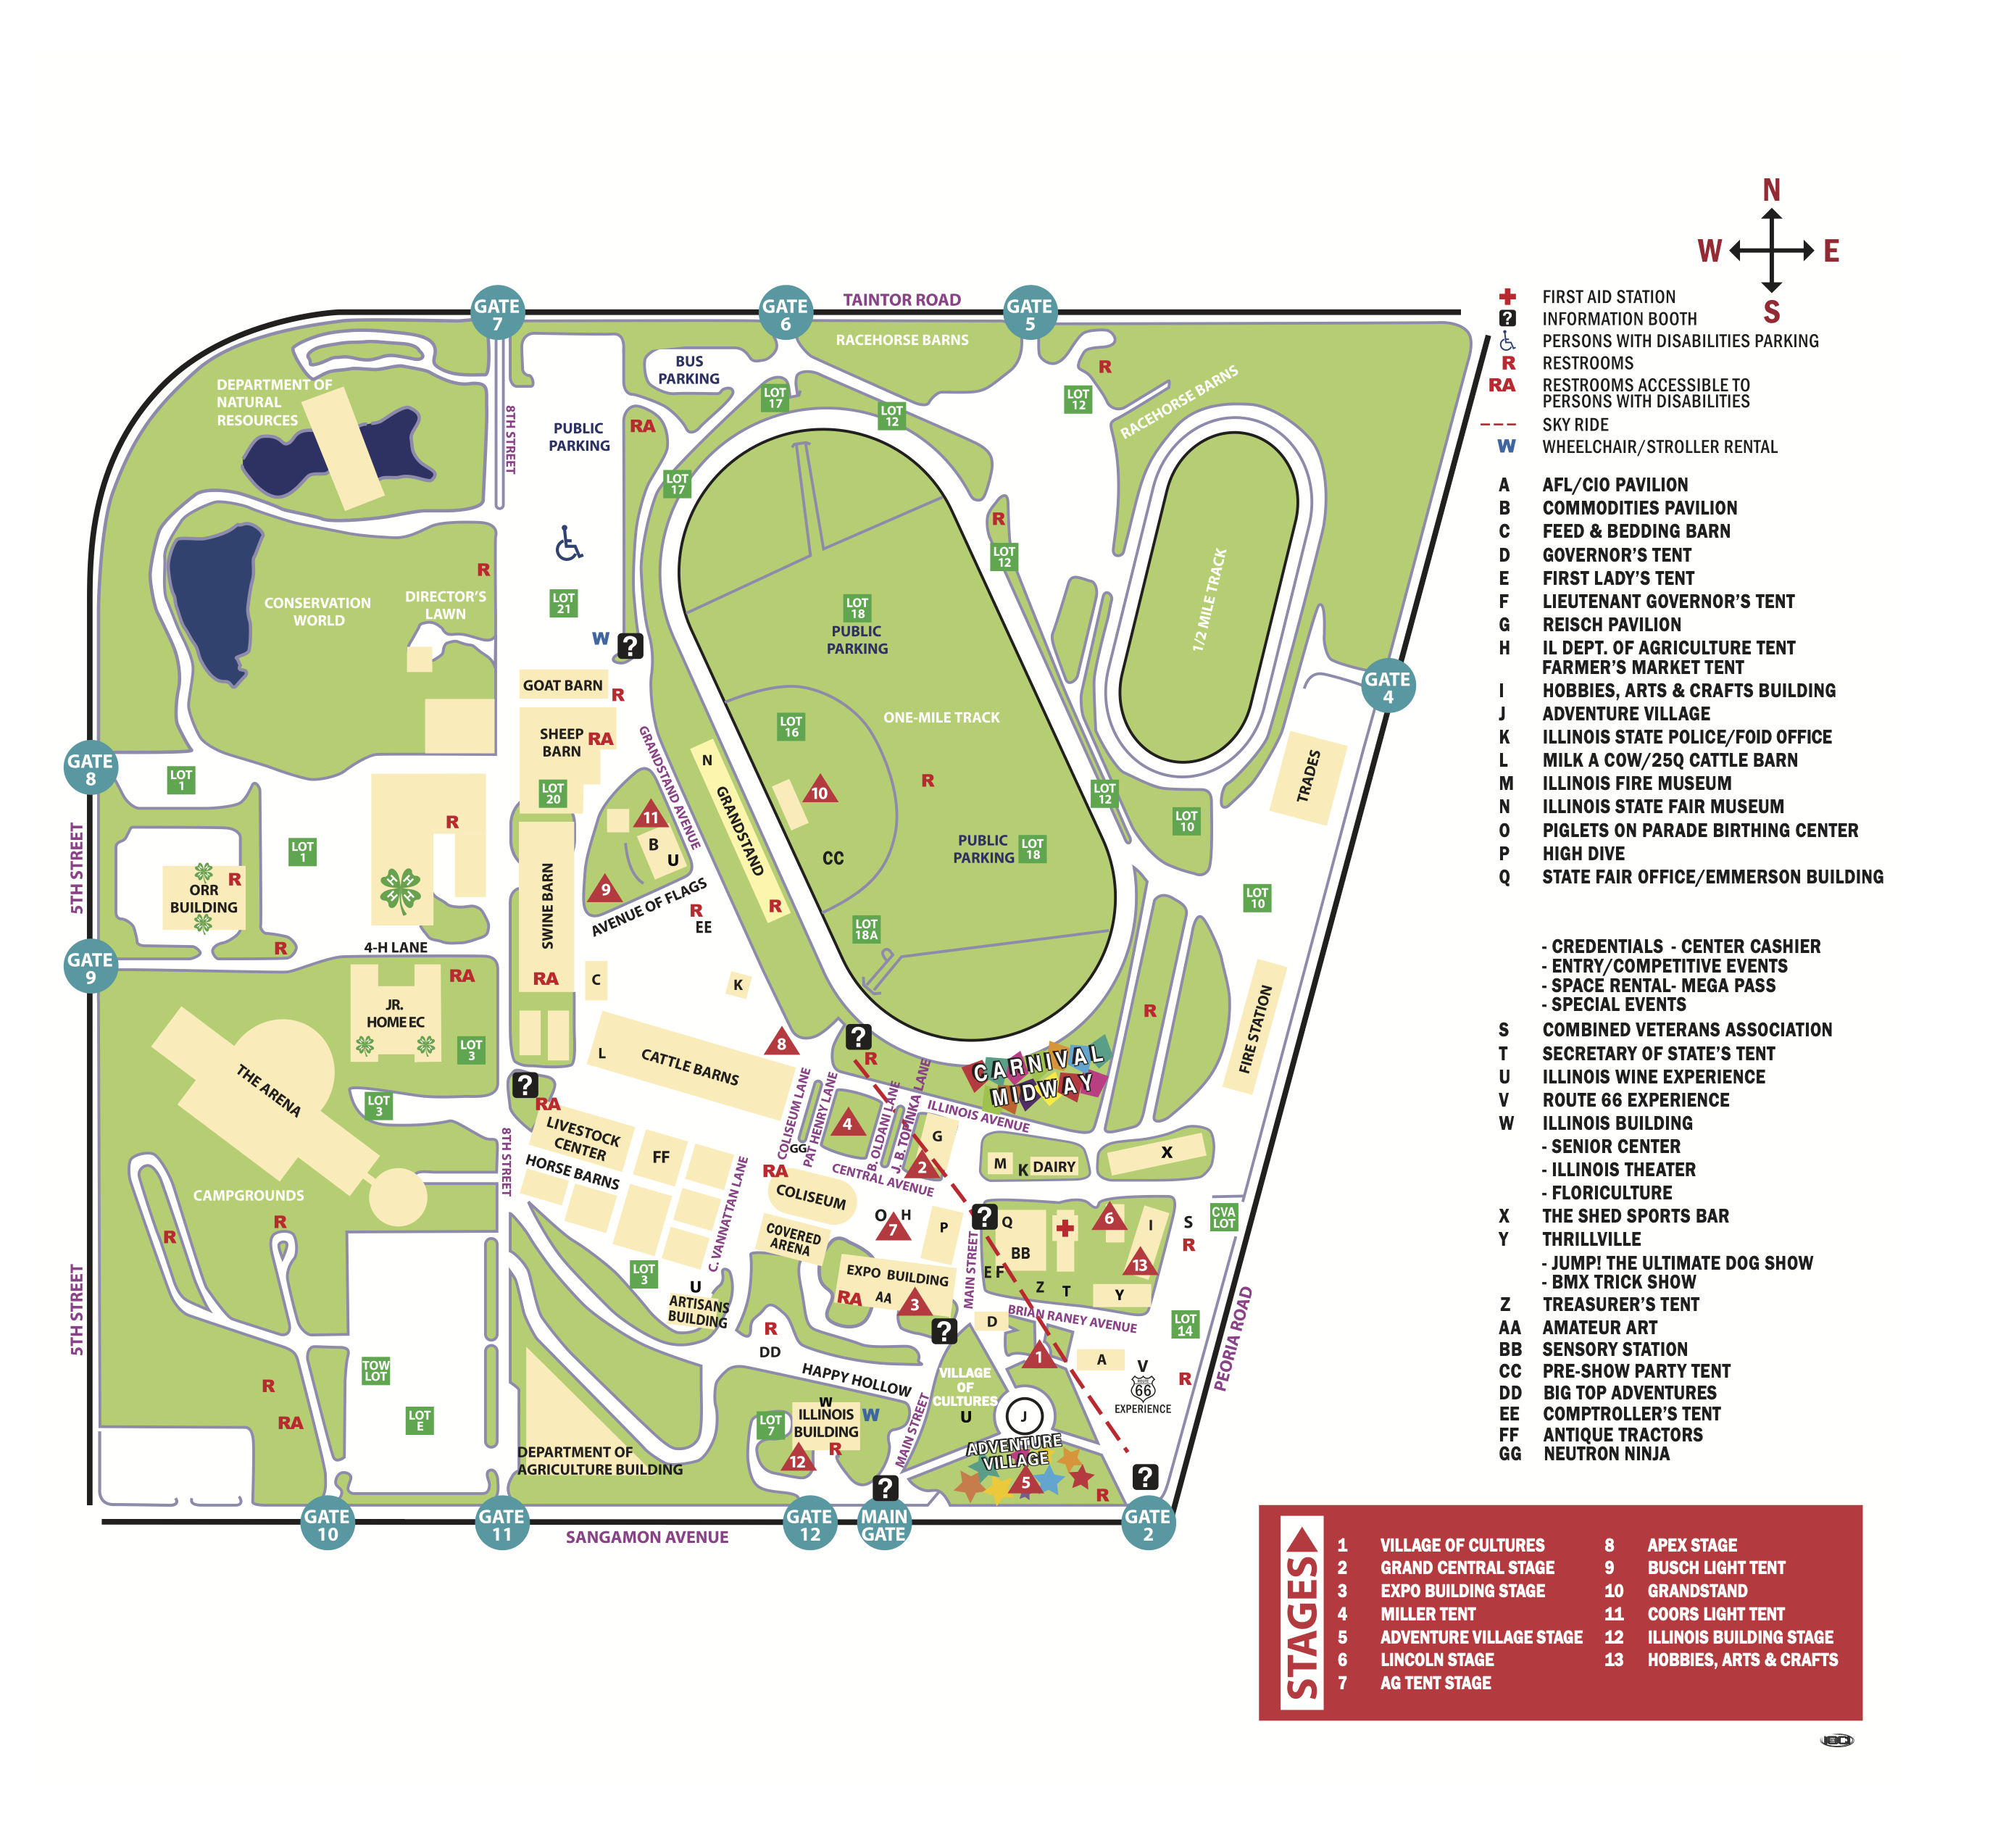 N
W
E
S
FIRST AID STATION
? INFORMATION BOOTH
PERSONS WITH DISABILITIES PARKING
R RESTROOMS
RA RESTROOMS ACCESSIBLE TO
PERSONS WITH DISABILITIES
SKY RIDE
W WHEELCHAIR/STROLLER RENTAL
A AFL/CIO PAVILION
B COMMODITIES PAVILION
C FEED & BEDDING BARN
D GOVERNOR'S TENT
E FIRST LADY'S TENT
F LIEUTENANT GOVERNOR'S TENT
G REISCH PAVILION
H IL DEPT. OF AGRICULTURE TENT
FARMER'S MARKET TENT
I HOBBIES, ARTS & CRAFTS BUILDING
J ADVENTURE VILLAGE
K ILLINOIS STATE POLICE/FOID OFFICE
L MILK A COW/25Q CATTLE BARN
M ILLINOIS FIRE MUSEUM
N ILLINOIS STATE FAIR MUSEUM
O PIGLETS ON PARADE BIRTHING CENTER
P HIGH DIVE
Q STATE FAIR OFFICE/EMMERSON BUILDING
- CREDENTIALS - CENTER CASHIER
- ENTRY/COMPETITIVE EVENTS
- SPACE RENTAL- MEGA PASS
- SPECIAL EVENTS
S COMBINED VETERANS ASSOCIATION
T SECRETARY OF STATE'S TENT
U ILLINOIS WINE EXPERIENCE
V ROUTE 66 EXPERIENCE
W ILLINOIS BUILDING
- SENIOR CENTER
- ILLINOIS THEATER
- FLORICULTURE
X THE SHED SPORTS BAR
Y THRILLVILLE
- JUMP! THE ULTIMATE DOG SHOW
- BMX TRICK SHOW
Z TREASURER'S TENT
AA AMATEUR ART
BB SENSORY STATION
CC PRE-SHOW PARTY TENT
DD BIG TOP ADVENTURES
EE COMPTROLLER'S TENT
FF ANTIQUE TRACTORS
GG NEUTRON NINJA
STAGES
1 VILLAGE OF CULTURES
2 GRAND CENTRAL STAGE
3 EXPO BUILDING STAGE
4 MILLER TENT
5 ADVENTURE VILLAGE STAGE
6 LINCOLN STAGE
7 AG TENT STAGE
8 APEX STAGE
9 BUSCH LIGHT TENT
10 GRANDSTAND
11 COORS LIGHT TENT
12 ILLINOIS BUILDING STAGE
13 HOBBIES, ARTS & CRAFTS
GATE
7
GATE
6
TAINTOR ROAD
GATE
5
RACEHORSE BARNS
BUS
PARKING
R
DEPARTMENT OF
NATURAL
RESOURCES
8TH STREET
PUBLIC
PARKING
RA
LOT
17
LOT
12
LOT
12
RACEHORSE BARNS
LOT
17
R
LOT
12
R
LOT
21
CONSERVATION
WORLD
DIRECTOR'S
LAWN
W
?
LOT
18
PUBLIC
PARKING
1/2 MILE TRACK
GATE
4
GOAT BARN
R
SHEEP
BARN
RA
LOT
20
GRANDSTAND AVENUE
N
GRANDSTAND
R
LOT
16
ONE-MILE TRACK
10
R
CC
PUBLIC
PARKING
LOT
18
LOT
18A
LOT
12
LOT
10
TRADES
LOT
10
GATE
8
LOT
1
5TH STREET
LOT
1
R
H H
H H
ORR
BUILDING
R
R
4-H LANE
GATE
9
SWINE BARN
RA
11
B
U
9
AVENUE OF FLAGS
R
EE
C
K
JR.
HOME EC
RA
LOT
3
THE ARENA
LOT
3
L
CATTLE BARNS
8
?
R
CARNIVAL
MIDWAY
R
FIRE STATION
?
RA
LIVESTOCK
CENTER
HORSE BARNS
FF
8TH STREET
COLISEUM LANE
PAT HENRY LANE
B. OLDANI LANE
J. B. TOPINKA LANE
ILLINOIS AVENUE
4
GG
RA
CENTRAL AVENUE
G
2
M
K
DAIRY
X
COLISEUM
COVERED
ARENA
C. VANNATTAN LANE
O
H
7
P
?
Q
BB
E F
6
I
13
S
R
CVA
LOT
Z
T
Y
MAIN STREET
BRIAN RANEY AVENUE
EXPO BUILDING
RA
AA
3
?
D
1
A
V
66
EXPERIENCE
LOT
14
R
PEORIA ROAD
CAMPGROUNDS
R
R
R
RA
5TH STREET
TOW
LOT
LOT
E
LOT
3
U
ARTISANS
BUILDING
R
DD
HAPPY HOLLOW
VILLAGE
OF
CULTURES
U
J
ADVENTURE
VILLAGE
5
R
?
W
ILLINOIS
BUILDING
W
R
LOT
7
12
MAIN STREET
?
DEPARTMENT OF
AGRICULTURE BUILDING
GATE
10
GATE
11
SANGAMON AVENUE
GATE
12
MAIN
GATE
GATE
2